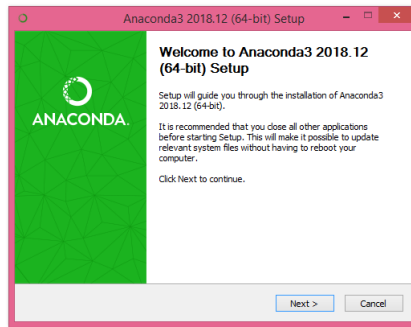 Anaconda3 2018.12 (64-bit) Setup
Welcome to Anaconda3 2018.12
(64-bit) Setup
Setup will guide you through the installation of Anaconda3
2018.12 (64-bit).
ANACONDA.
It is recommended that you close all other applications
before starting Setup. This will make it possible to update
relevant system files without having to reboot your
computer.
Click Next to continue.
Next >
Cancel